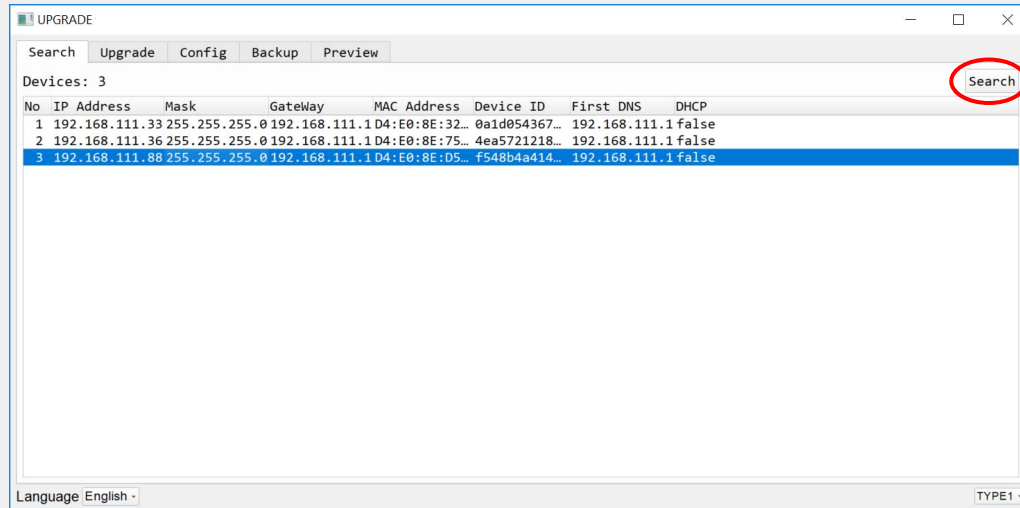 UPGRADE
Search Upgrade Config Backup Preview
Devices: 3
Search
No IP Address Mask GateWay MAC Address Device ID First DNS DHCP
1 192.168.111.33 255.255.255.0 192.168.111.1 D4:E0:8E:32… 0a1d054367… 192.168.111.1 false
2 192.168.111.36 255.255.255.0 192.168.111.1 D4:E0:8E:75… 4ea5721218… 192.168.111.1 false
3 192.168.111.88 255.255.255.0 192.168.111.1 D4:E0:8E:D5… f548b4a414… 192.168.111.1 false
Language English TYPE1